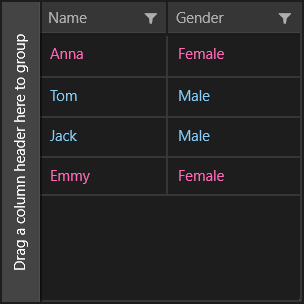 Drag a column header here to group
Name Gender
Anna Female
Tom Male
Jack Male
Emmy Female